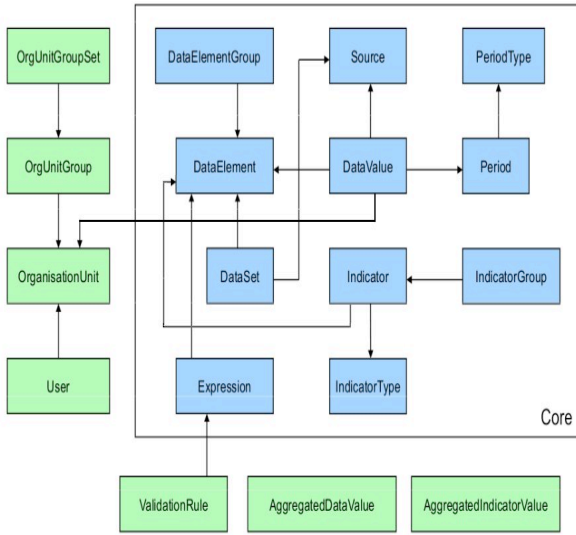 OrgUnitGroupSet
DataElementGroup
Source
PeriodType
OrgUnitGroup
DataElement
DataValue
Period
OrganisationUnit
DataSet
Indicator
IndicatorGroup
User
Expression
IndicatorType
Core
ValidationRule
AggregatedDataValue
AggregatedIndicatorValue